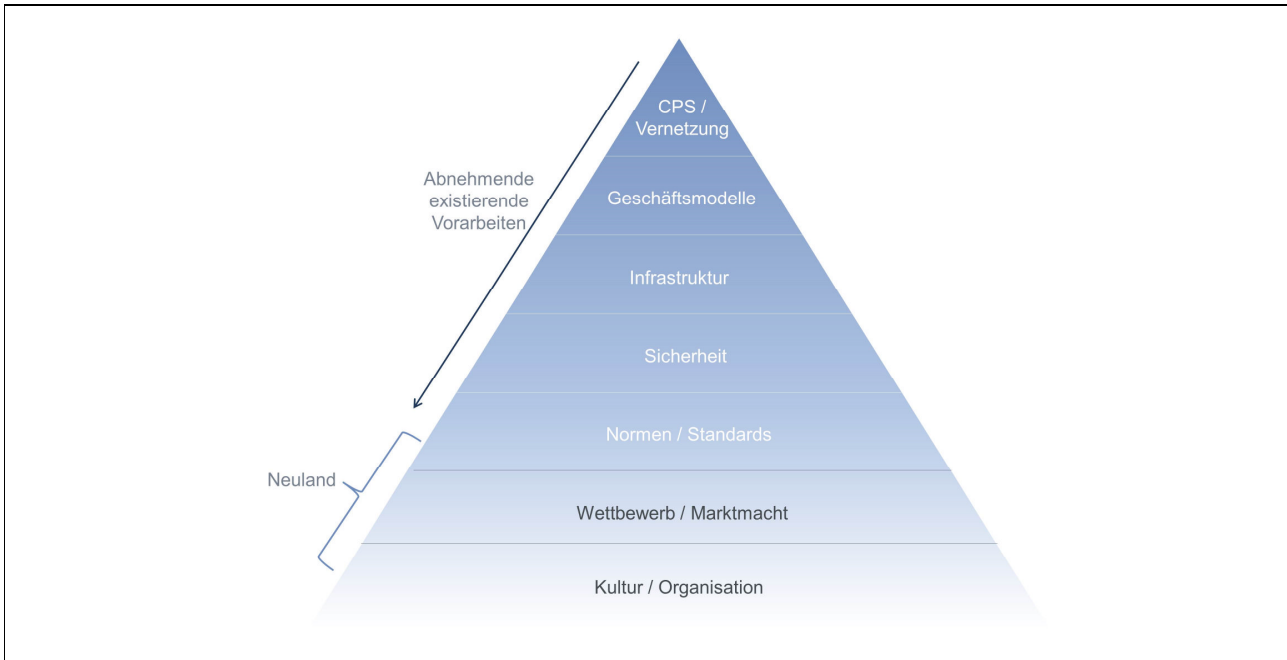 CPS /
Vernetzung
Abnehmende
existierende
Vorarbeiten
Geschäftsmodelle
Infrastruktur
Sicherheit
Normen / Standards
Neuland
Wettbewerb / Marktmacht
Kultur / Organisation